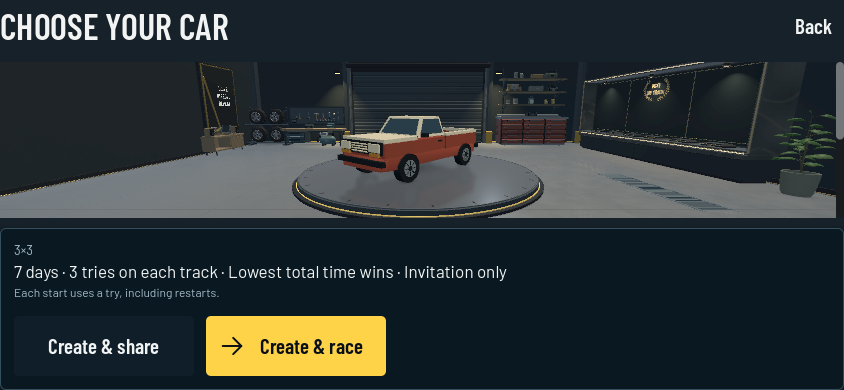 CHOOSE YOUR CAR
Back
3×3
7 days · 3 tries on each track · Lowest total time wins · Invitation only
Each start uses a try, including restarts.
Create & share
Create & race